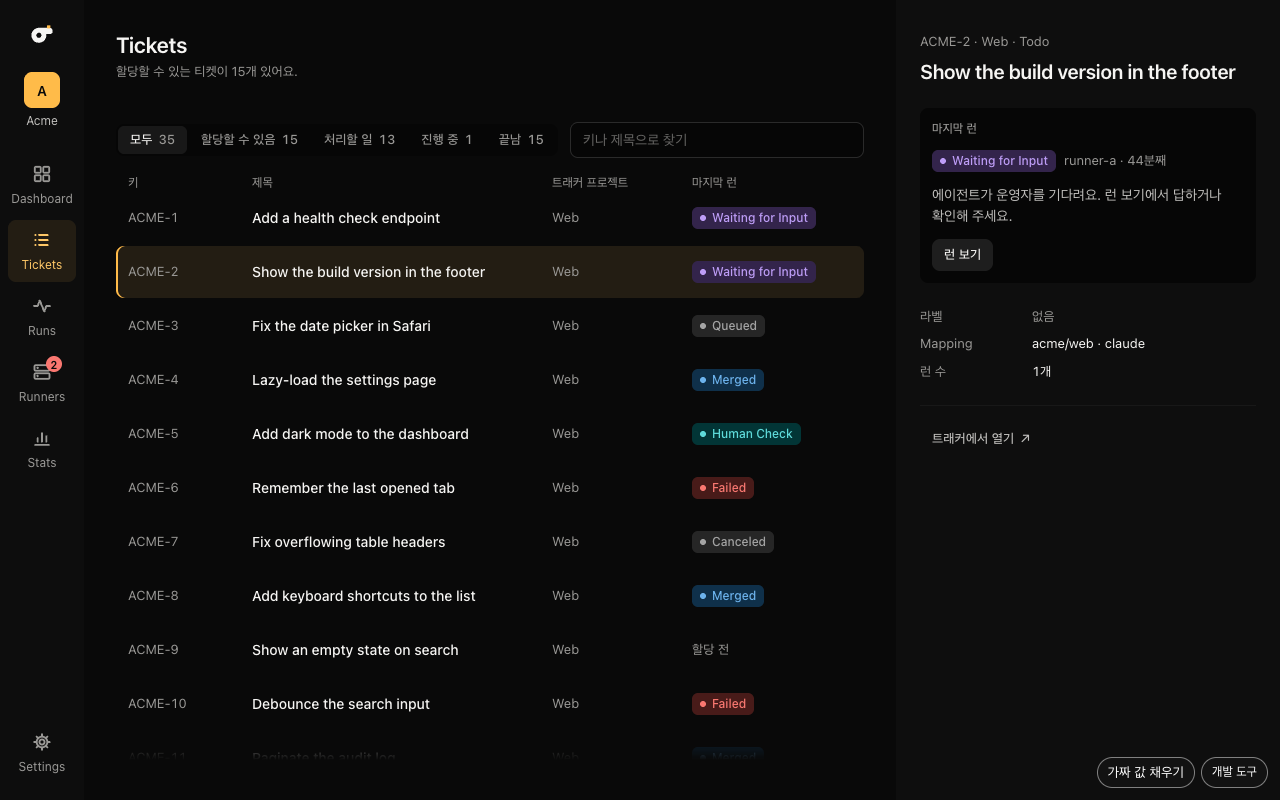 A
Acme
Dashboard
Tickets
Runs
2
Runners
Stats
Settings
Tickets
할당할 수 있는 티켓이 15개 있어요.
모두 35 할당할 수 있음 15 처리할 일 13 진행 중 1 끝남 15 키나 제목으로 찾기
키 제목 트래커 프로젝트 마지막 런
ACME-1 Add a health check endpoint Web Waiting for Input
ACME-2 Show the build version in the footer Web Waiting for Input
ACME-3 Fix the date picker in Safari Web Queued
ACME-4 Lazy-load the settings page Web Merged
ACME-5 Add dark mode to the dashboard Web Human Check
ACME-6 Remember the last opened tab Web Failed
ACME-7 Fix overflowing table headers Web Canceled
ACME-8 Add keyboard shortcuts to the list Web Merged
ACME-9 Show an empty state on search Web 할당 전
ACME-10 Debounce the search input Web Failed
ACME-11 Paginate the audit log Web Merged
ACME-2 · Web · Todo
Show the build version in the footer
마지막 런
Waiting for Input runner-a · 44분째
에이전트가 운영자를 기다려요. 런 보기에서 답하거나
확인해 주세요.
런 보기
라벨 없음
Mapping acme/web · claude
런 수 1개
트래커에서 열기 ↗
가짜 값 채우기 개발 도구